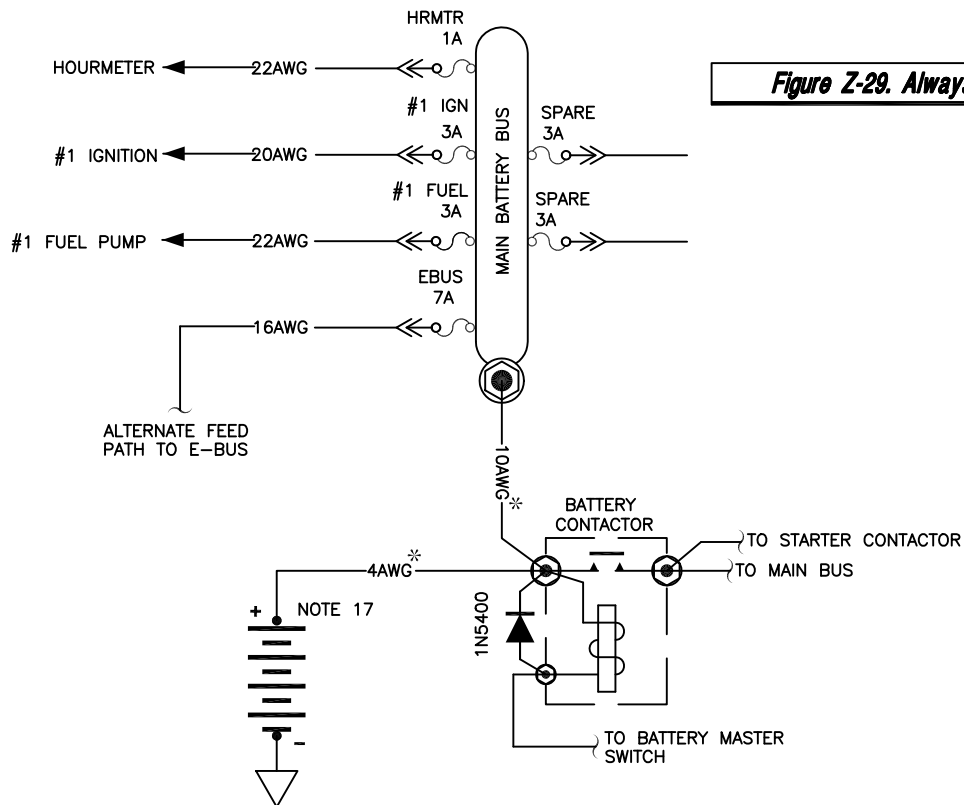 HRMTR
1A
HOURMETER
22AWG
Figure Z-29. Always
#1 IGN
3A
SPARE
3A
#1 IGNITION
20AWG
#1 FUEL
3A
SPARE
3A
#1 FUEL PUMP
22AWG
MAIN BATTERY BUS
EBUS
7A
16AWG
ALTERNATE FEED
PATH TO E-BUS
10AWG*
BATTERY
CONTACTOR
TO STARTER CONTACTOR
TO MAIN BUS
4AWG*
+ NOTE 17
1N5400
-
TO BATTERY MASTER
SWITCH